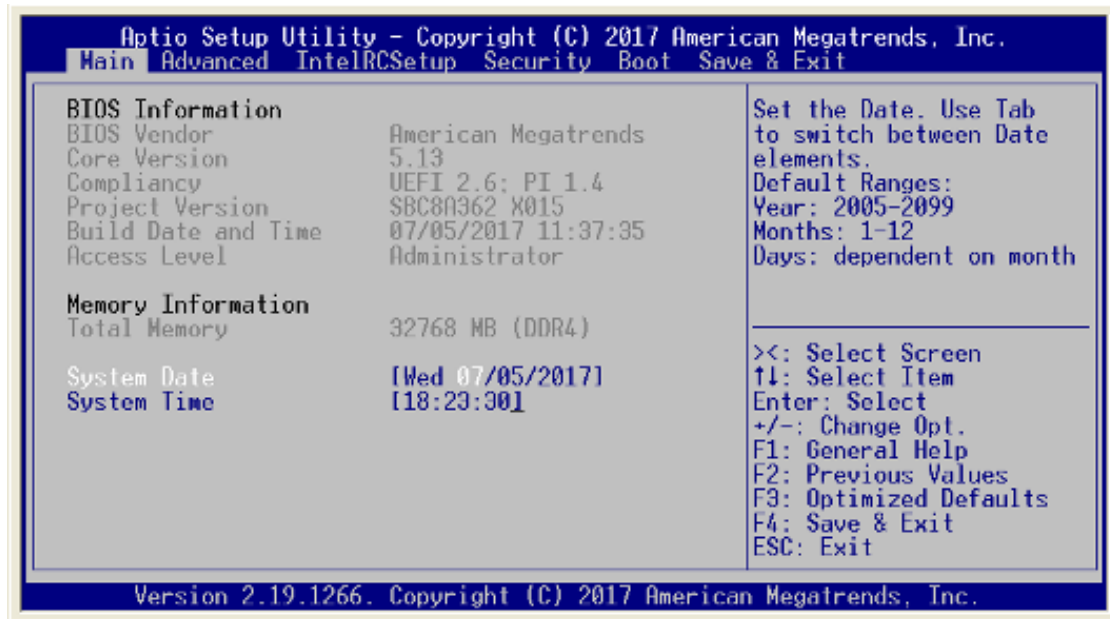 Aptio Setup Utility - Copyright (C) 2017 American Megatrends, Inc.
Main Advanced IntelRCSetup Security Boot Save & Exit
BIOS Information
BIOS Vendor American Megatrends
Core Version 5.13
Compliancy UEFI 2.6; PI 1.4
Project Version SBC8A362 X015
Build Date and Time 07/05/2017 11:37:35
Access Level Administrator
Memory Information
Total Memory 32768 MB (DDR4)
System Date [Wed 07/05/2017]
System Time [18:23:30]
Set the Date. Use Tab
to switch between Date
elements.
Default Ranges:
Year: 2005-2099
Months: 1-12
Days: dependent on month
><: Select Screen
↑↓: Select Item
Enter: Select
+/-: Change Opt.
F1: General Help
F2: Previous Values
F3: Optimized Defaults
F4: Save & Exit
ESC: Exit
Version 2.19.1266. Copyright (C) 2017 American Megatrends, Inc.